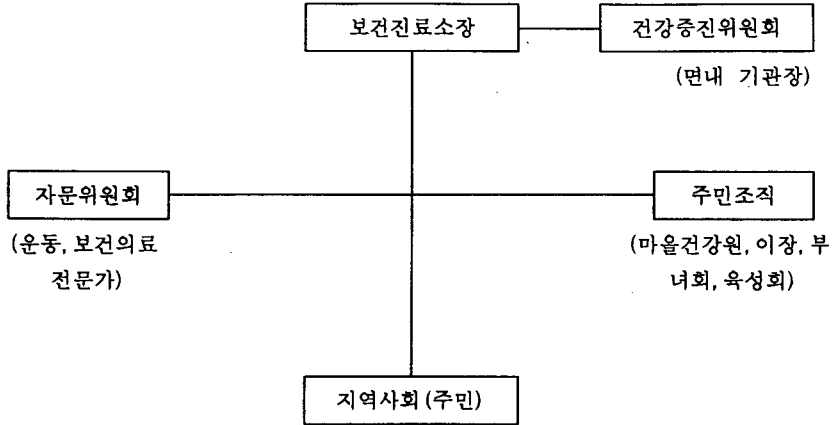 보건진료소장
건강증진위원회
(면내 기관장)
자문위원회
주민조직
(운동, 보건의료
전문가)
(마을건강원, 이장, 부
녀회, 육성회)
지역사회(주민)